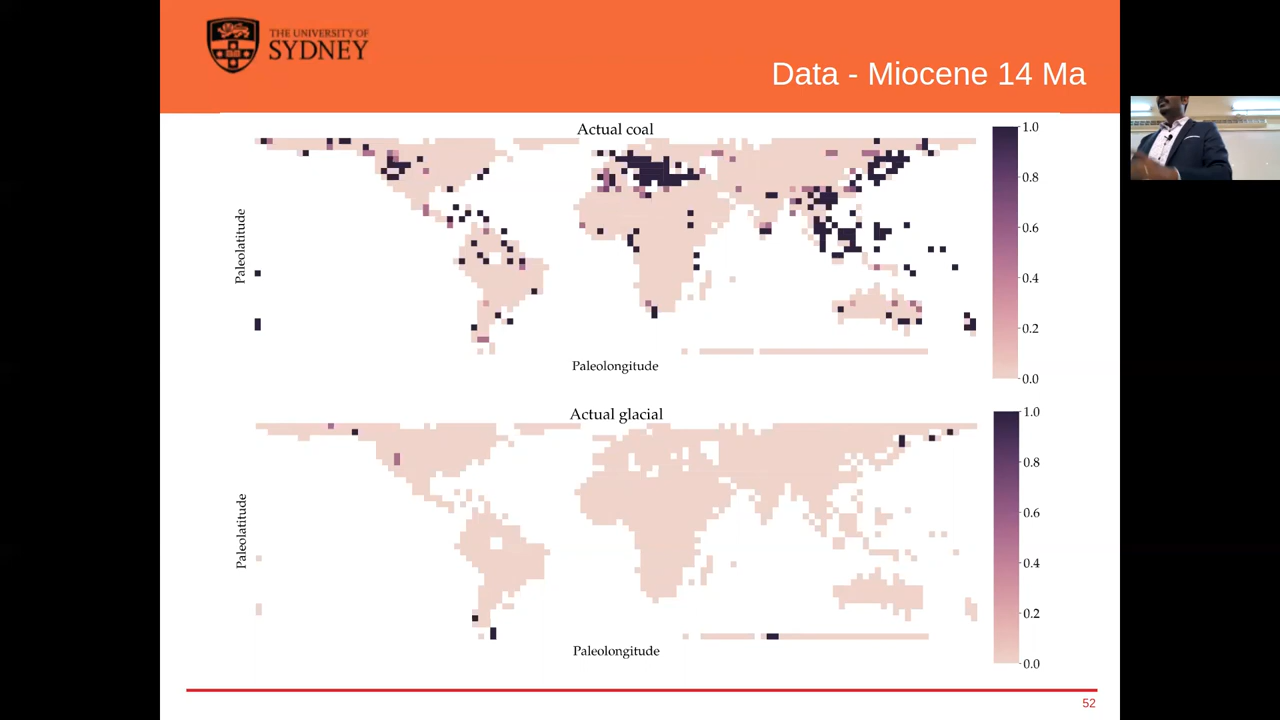 THE UNIVERSITY OF
SYDNEY
Data - Miocene 14 Ma
Actual coal
Paleolatitude
Paleolongitude
1.0
0.8
0.6
0.4
0.2
0.0
Actual glacial
Paleolatitude
Paleolongitude
1.0
0.8
0.6
0.4
0.2
0.0
52